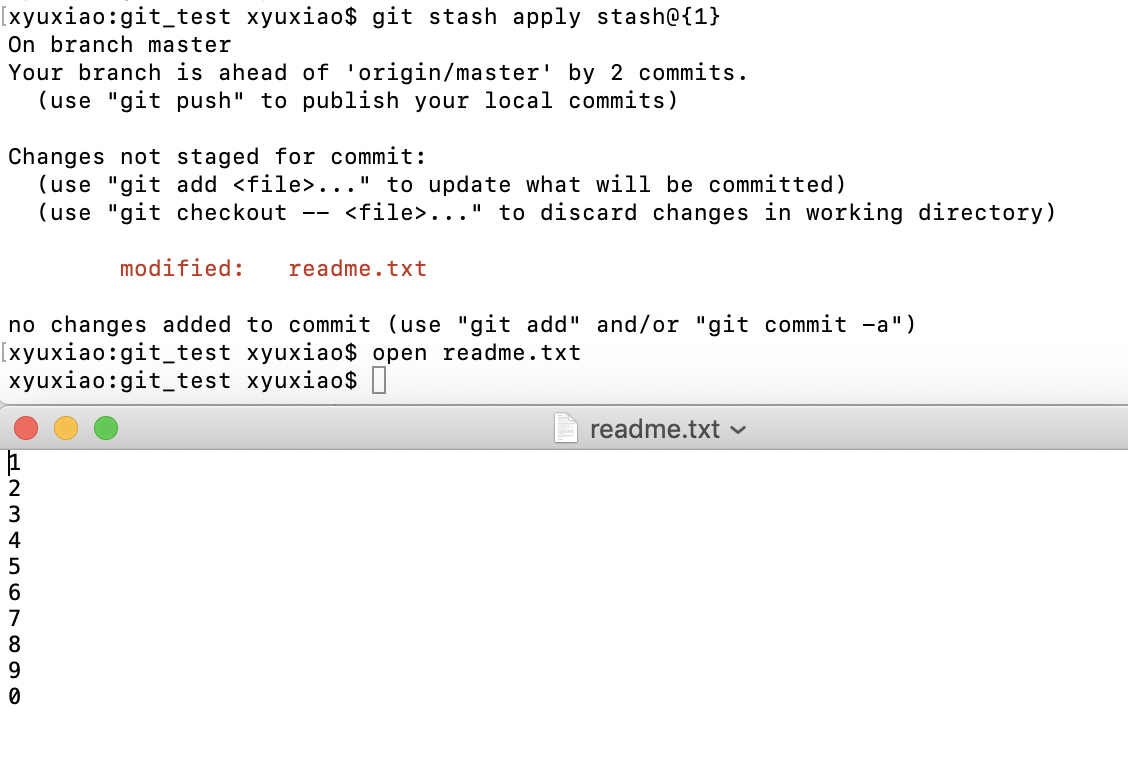 [xyuxiao:git_test xyuxiao$ git stash apply stash@{1}
On branch master
Your branch is ahead of 'origin/master' by 2 commits.
  (use "git push" to publish your local commits)

Changes not staged for commit:
  (use "git add <file>..." to update what will be committed)
  (use "git checkout -- <file>..." to discard changes in working directory)

        modified:   readme.txt

no changes added to commit (use "git add" and/or "git commit -a")
[xyuxiao:git_test xyuxiao$ open readme.txt
xyuxiao:git_test xyuxiao$
readme.txt
1
2
3
4
5
6
7
8
9
0